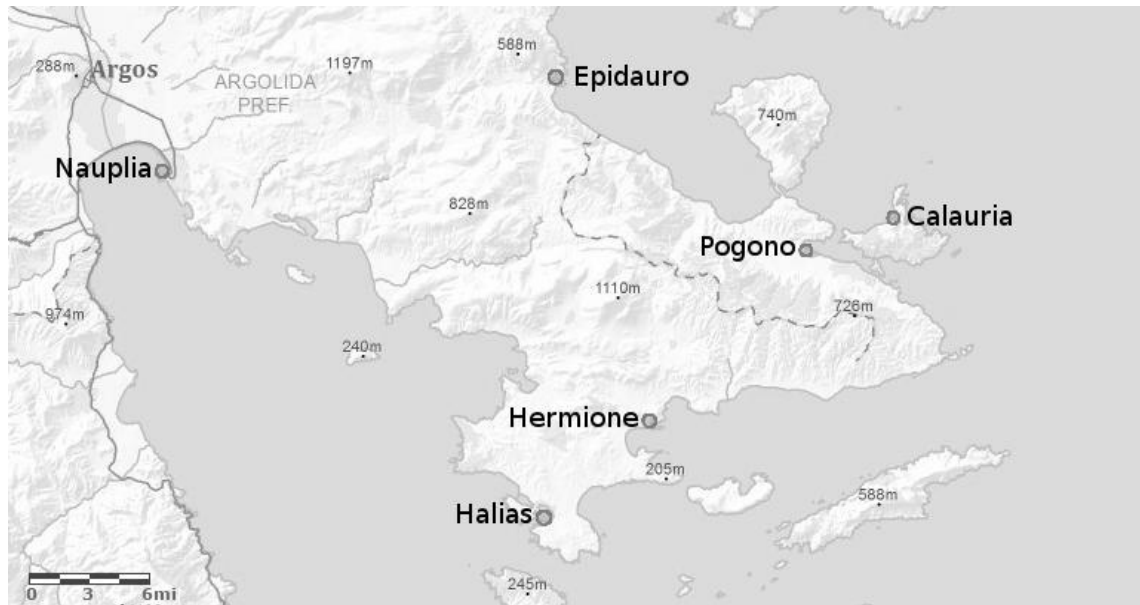 588m
288m
Argos
1197m
ARGOLIDA
PREF.
Epidauro
740m
Nauplia
828m
Calauria
Pogono
1110m
726m
974m
240m
Hermione
205m
588m
Halias
245m
0 3 6mi